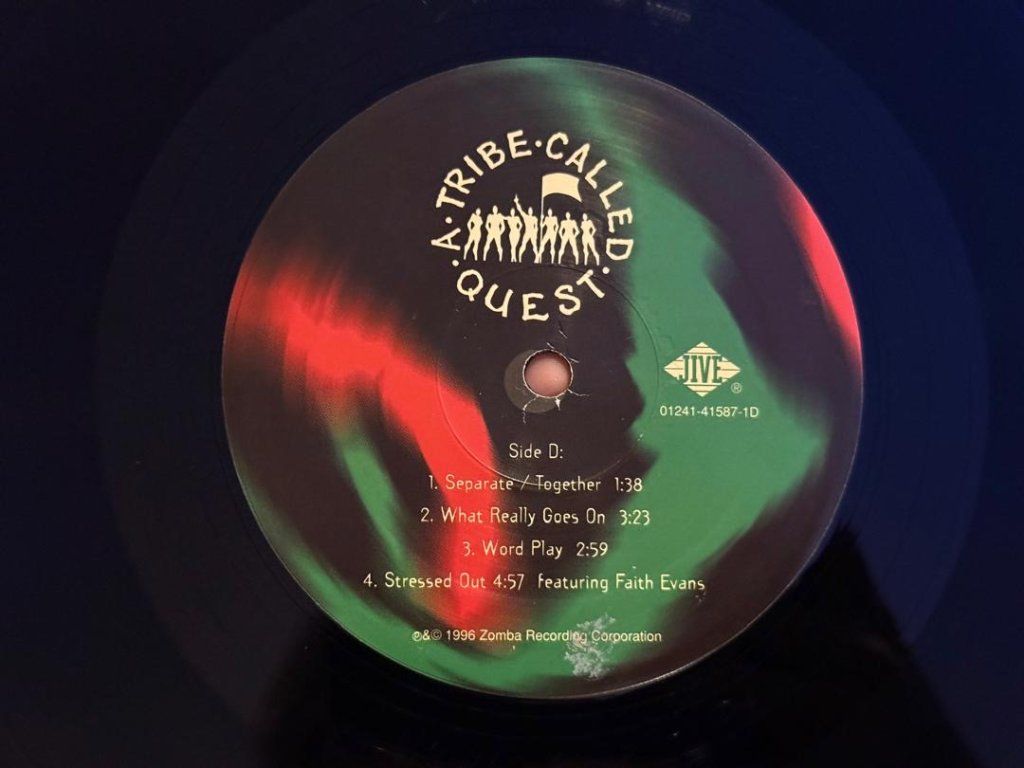 A·TRIBE·CALLED·
QUEST·
JIVE®
01241-41587-1D
Side D:
1. Separate / Together 1:38
2. What Really Goes On 3:23
3. Word Play 2:59
4. Stressed Out 4:57 featuring Faith Evans
℗&© 1996 Zomba Recording Corporation